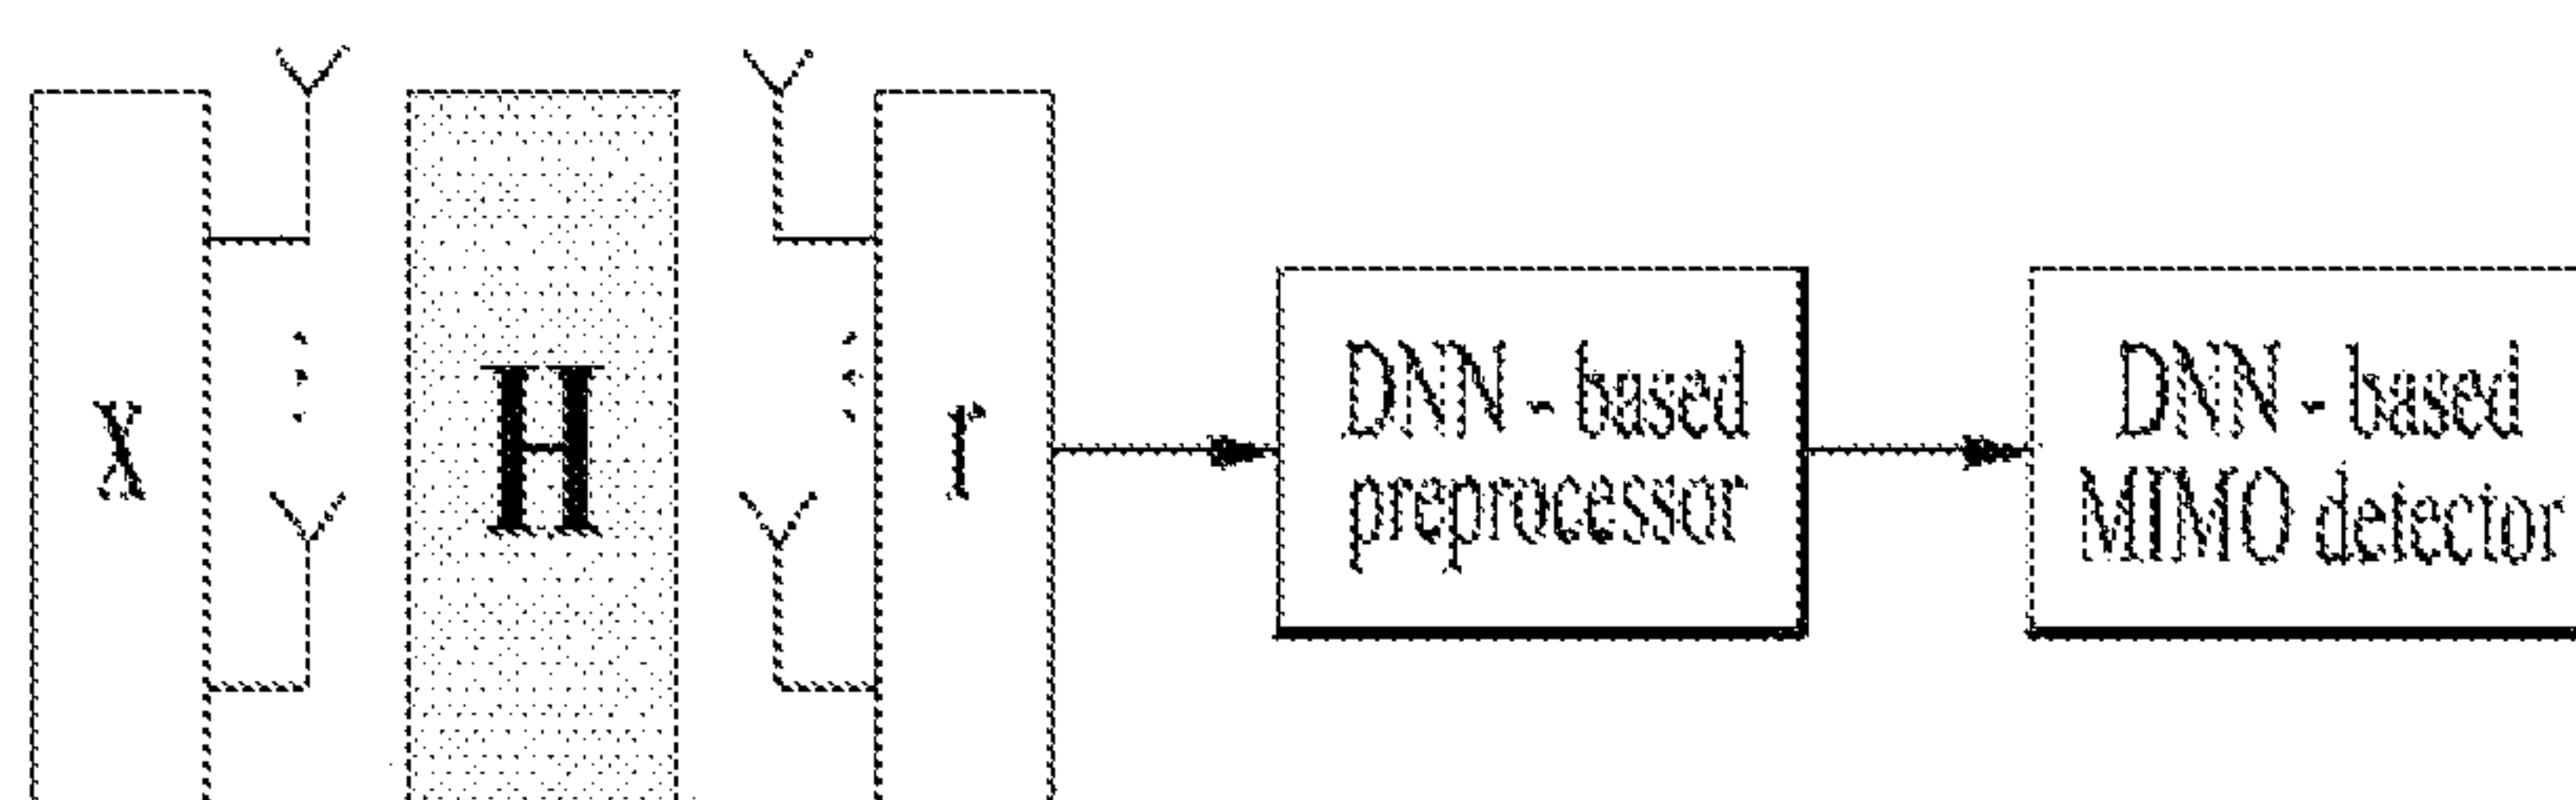 x
H
r
DNN - based
preprocessor
DNN - based
MIMO detector